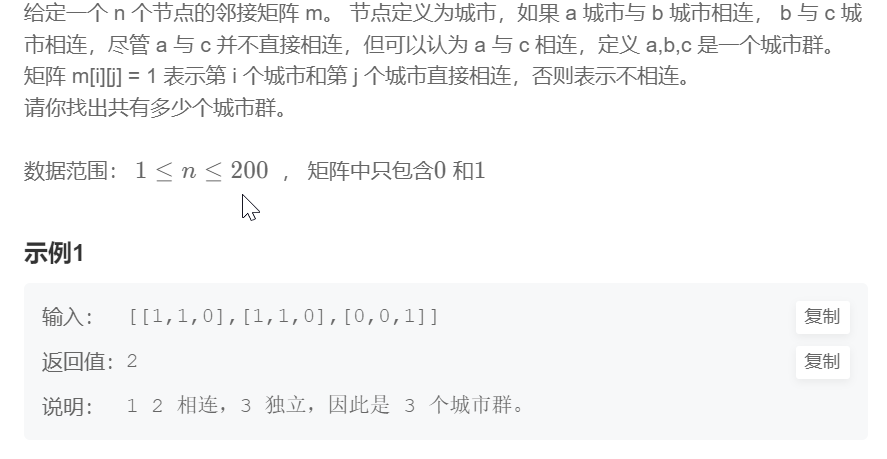 给定一个 n 个节点的邻接矩阵 m。 节点定义为城市，如果 a 城市与 b 城市相连， b 与 c 城
市相连，尽管 a 与 c 并不直接相连，但可以认为 a 与 c 相连，定义 a,b,c 是一个城市群。
矩阵 m[i][j] = 1 表示第 i 个城市和第 j 个城市直接相连，否则表示不相连。
请你找出共有多少个城市群。
数据范围： 1 ≤ n ≤ 200 ， 矩阵中只包含0 和1
示例1
输入： [[1,1,0],[1,1,0],[0,0,1]] 复制
返回值：2 复制
说明： 1 2 相连，3 独立，因此是 3 个城市群。